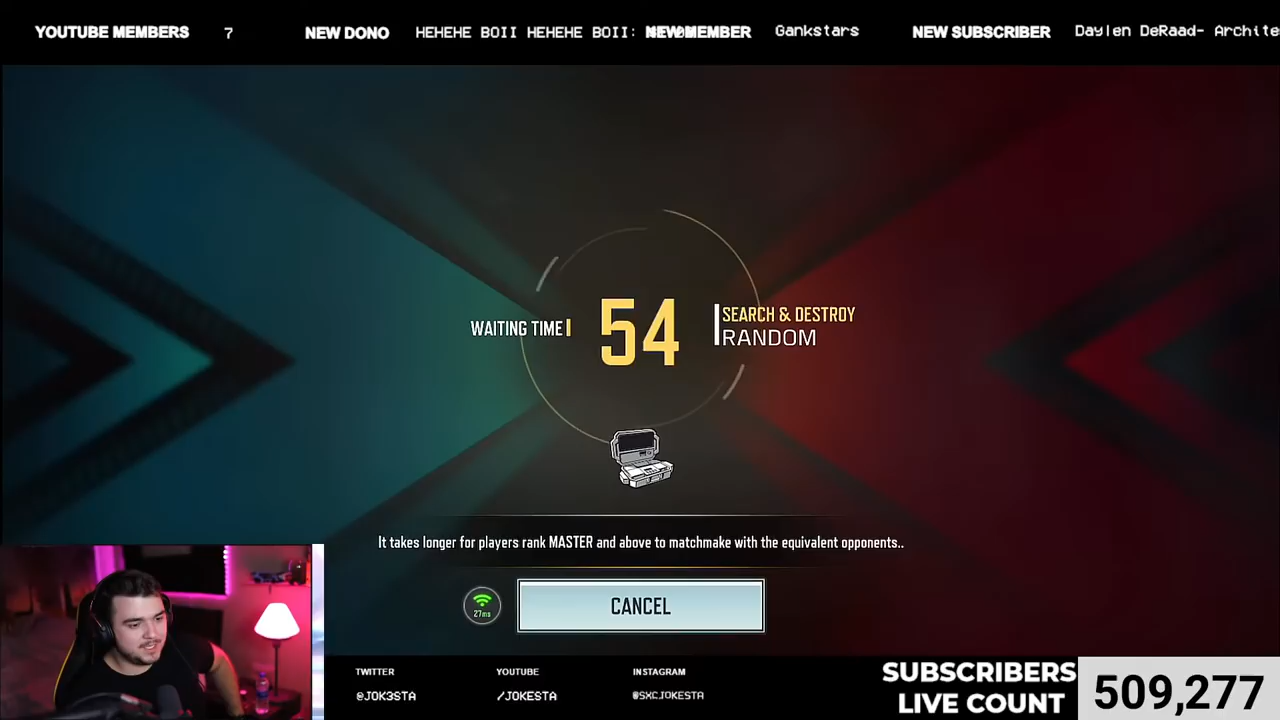 YOUTUBE MEMBERS 7 NEW DONO HEHEHE BOII HEHEHE BOII: NEW MEMBER Gankstars NEW SUBSCRIBER Daylen DeRaad- Archite
WAITING TIME 54 SEARCH & DESTROY
RANDOM
It takes longer for players rank MASTER and above to matchmake with the equivalent opponents..
27ms
CANCEL
TWITTER YOUTUBE INSTAGRAM
@JOK3STA /JOKESTA @SXCJOKESTA
SUBSCRIBERS
LIVE COUNT 509,277